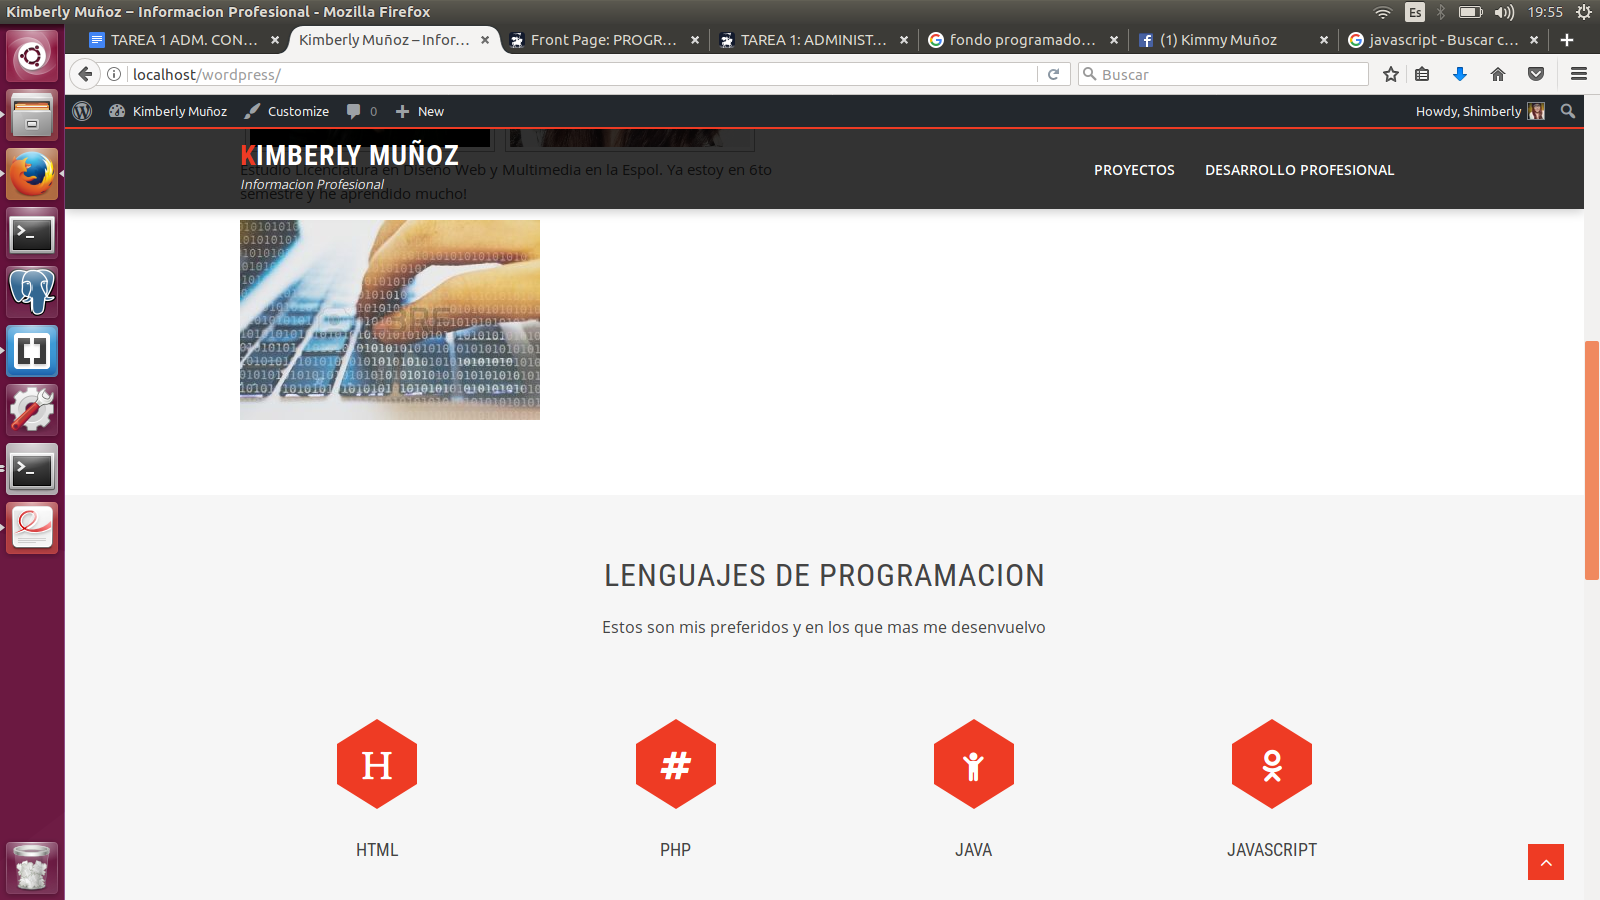 Kimberly Muñoz – Informacion Profesional - Mozilla Firefox
Es
19:55
TAREA 1 ADM. CON...
Kimberly Muñoz – Infor...
Front Page: PROGR...
TAREA 1: ADMINIST...
fondo programado...
(1) Kimmy Muñoz
javascript - Buscar c...
localhost/wordpress/
Buscar
Kimberly Muñoz
Customize
0
New
Howdy, Shimberly
KIMBERLY MUÑOZ
Informacion Profesional
PROYECTOS
DESARROLLO PROFESIONAL
Estudio Licenciatura en Diseño Web y Multimedia en la Espol. Ya estoy en 6to
semestre y he aprendido mucho!
LENGUAJES DE PROGRAMACION
Estos son mis preferidos y en los que mas me desenvuelvo
H
#
HTML
PHP
JAVA
JAVASCRIPT